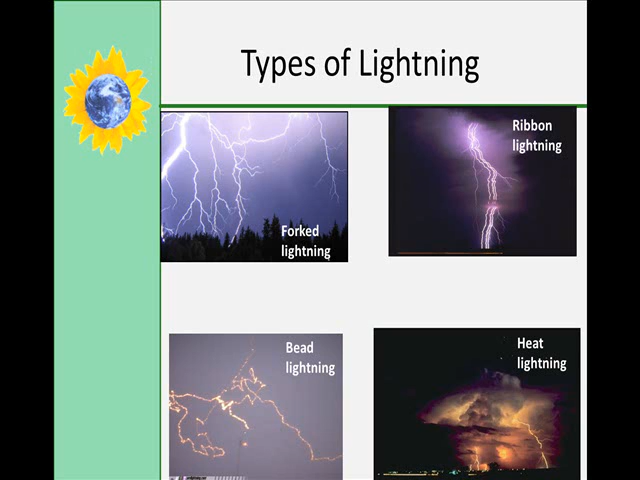 Types of Lightning
Forked
lightning
Ribbon
lightning
Bead
lightning
Heat
lightning